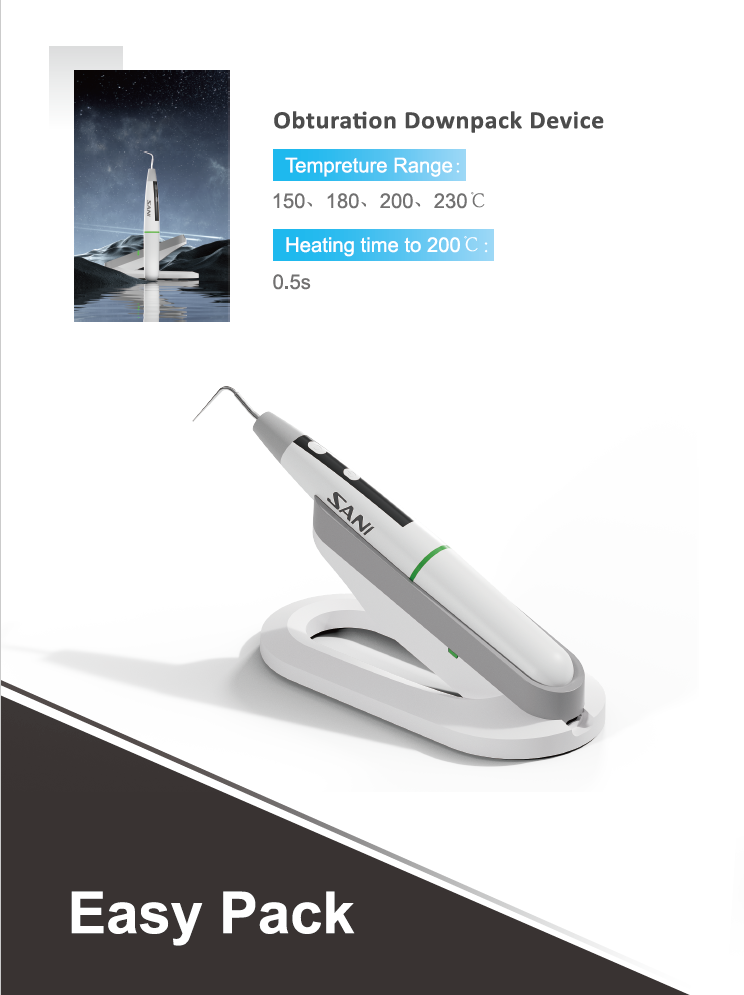 Obturation Downpack Device
Tempreture Range:
150、180、200、230℃
Heating time to 200℃:
0.5s
SANI
SANI
Easy Pack